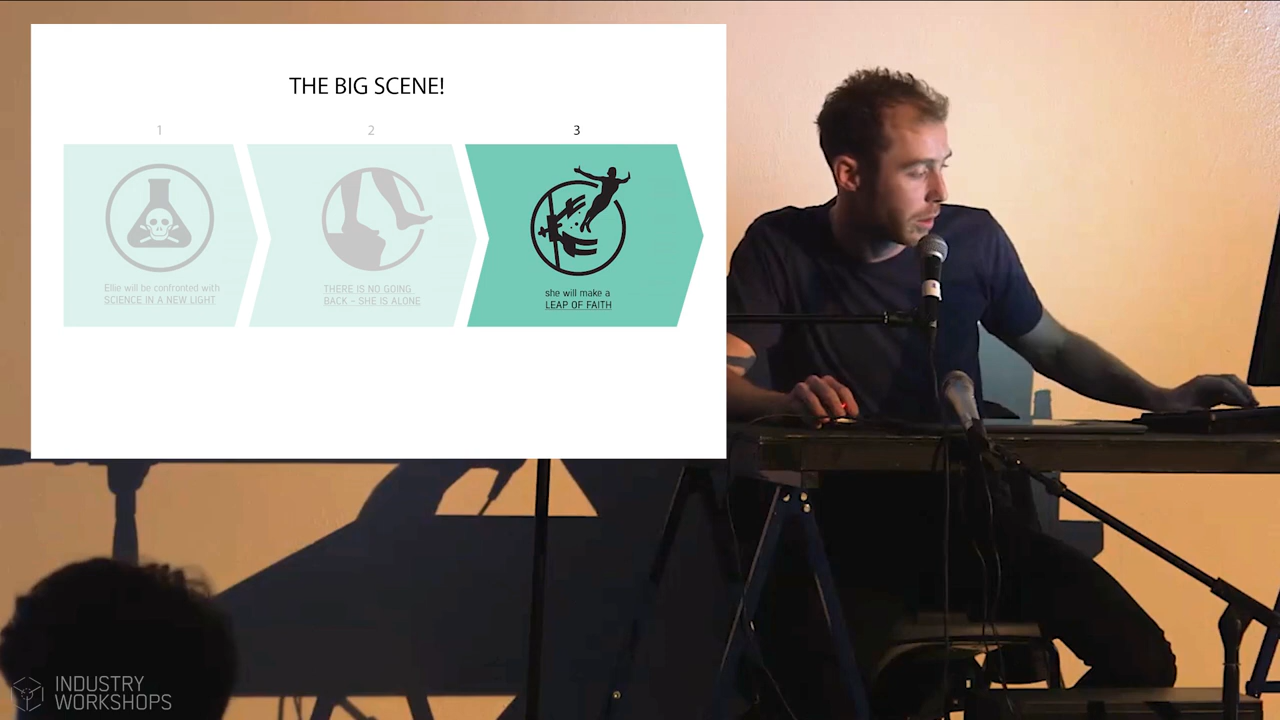 THE BIG SCENE!
1
2
3
Ellie will be confronted with
SCIENCE IN A NEW LIGHT
THERE IS NO GOING
BACK - SHE IS ALONE
she will make a
LEAP OF FAITH
INDUSTRY
WORKSHOPS